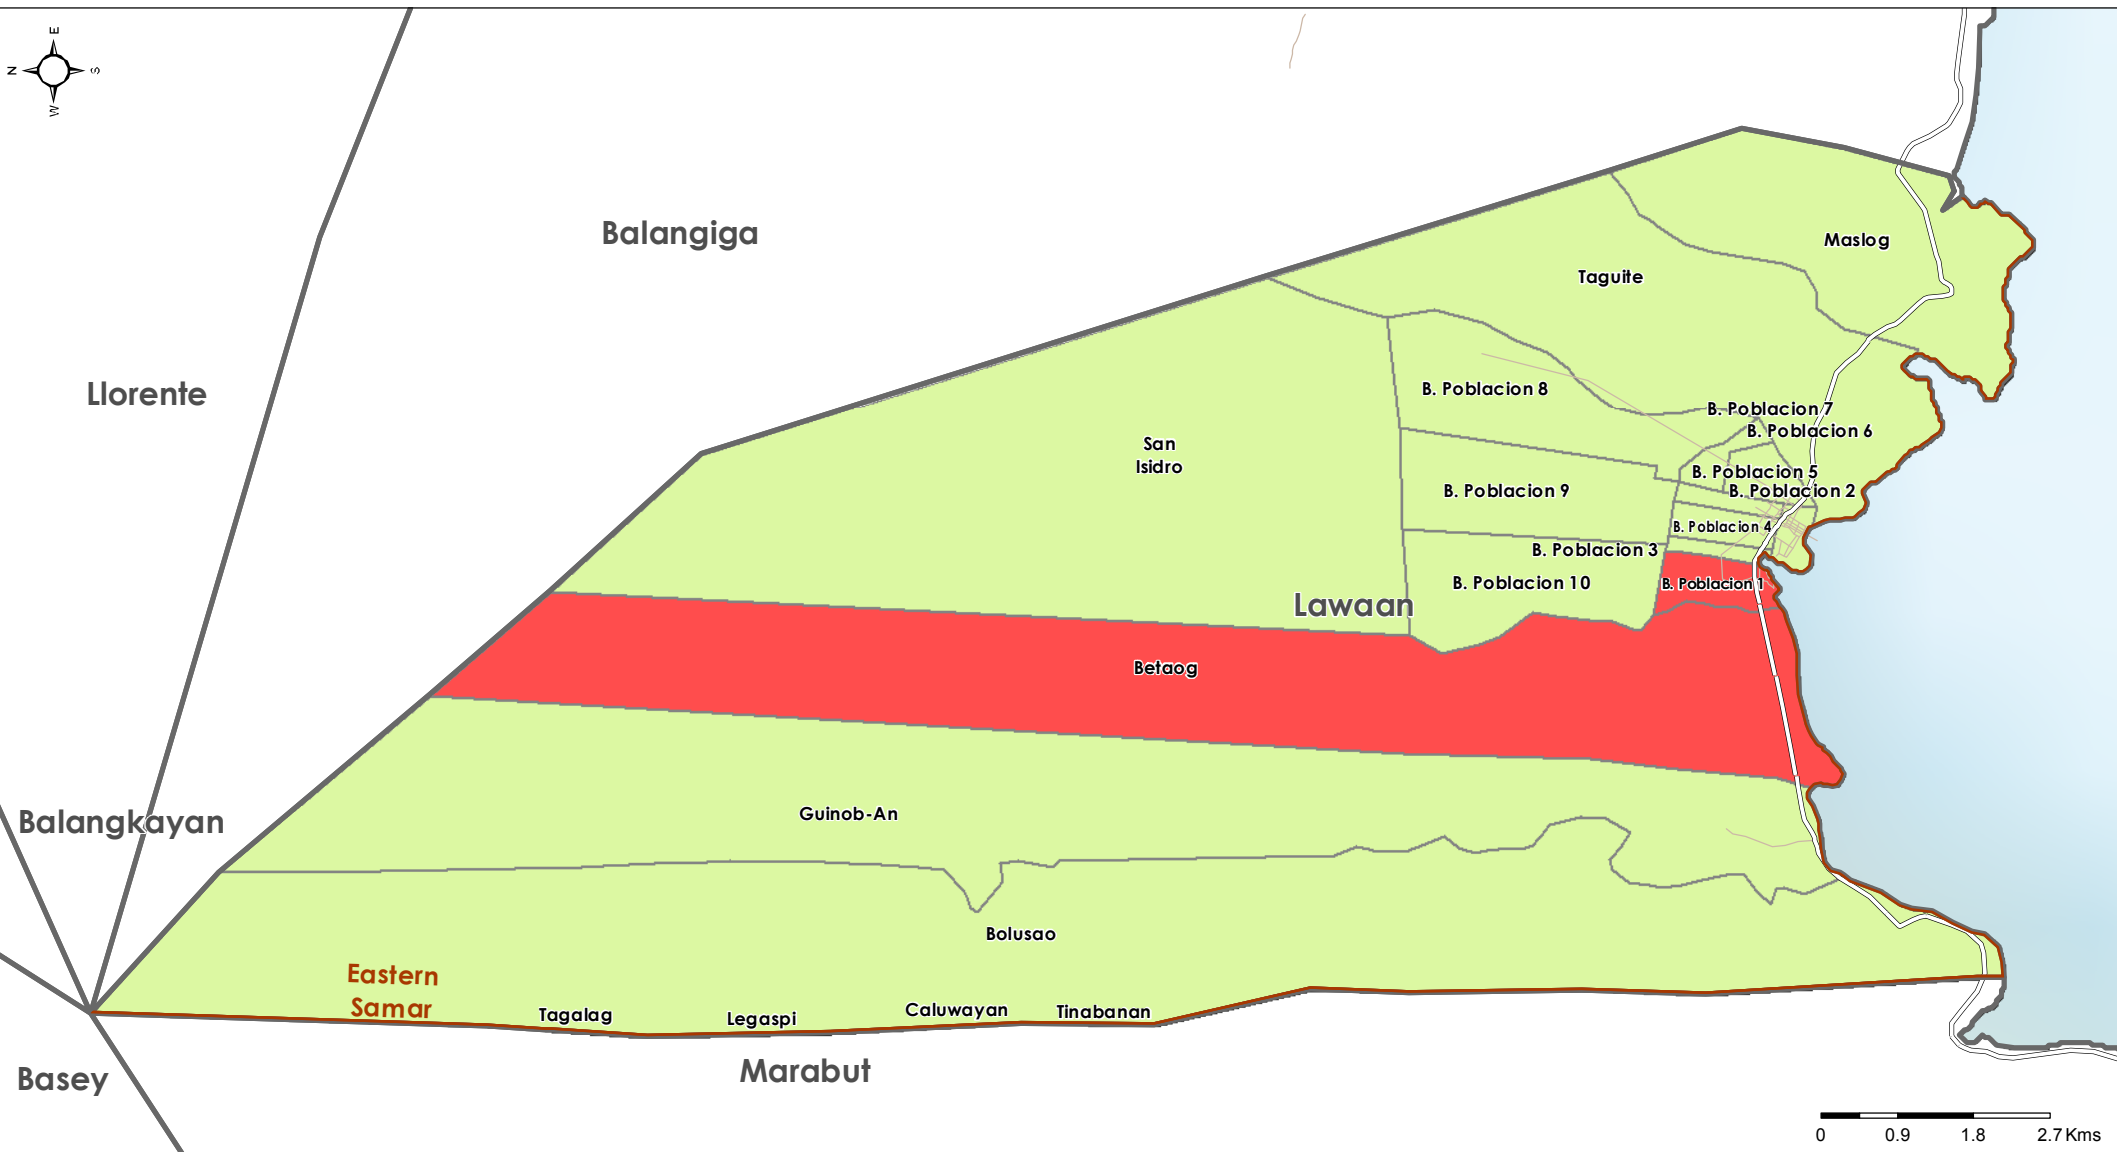 E
N
S
W
Balangiga
Maslog
Taguite
Llorente
B. Poblacion 8
B. Poblacion 7
B. Poblacion 6
San
Isidro
B. Poblacion 5
B. Poblacion 9
B. Poblacion 2
B. Poblacion 4
B. Poblacion 3
B. Poblacion 10
B. Poblacion 1
Lawaan
Betaog
Guinob-An
Balangkayan
Bolusao
Eastern
Samar
Tagalag
Legaspi
Caluwayan
Tinabanan
Marabut
Basey
0 0.9 1.8 2.7 Kms